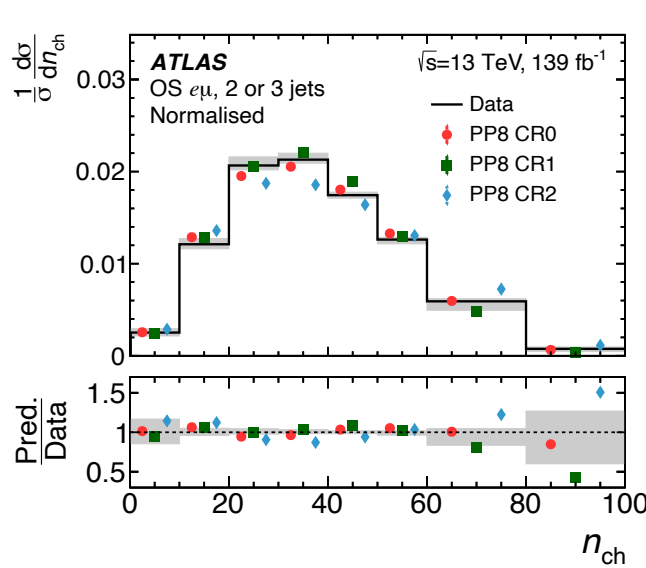 1/σ dσ/dn_ch
ATLAS
√s=13 TeV, 139 fb⁻¹
OS eμ, 2 or 3 jets
Normalised
Data
PP8 CR0
PP8 CR1
PP8 CR2
0.03
0.02
0.01
0
Pred.
Data
1.5
1
0.5
0 20 40 60 80 100
n_ch